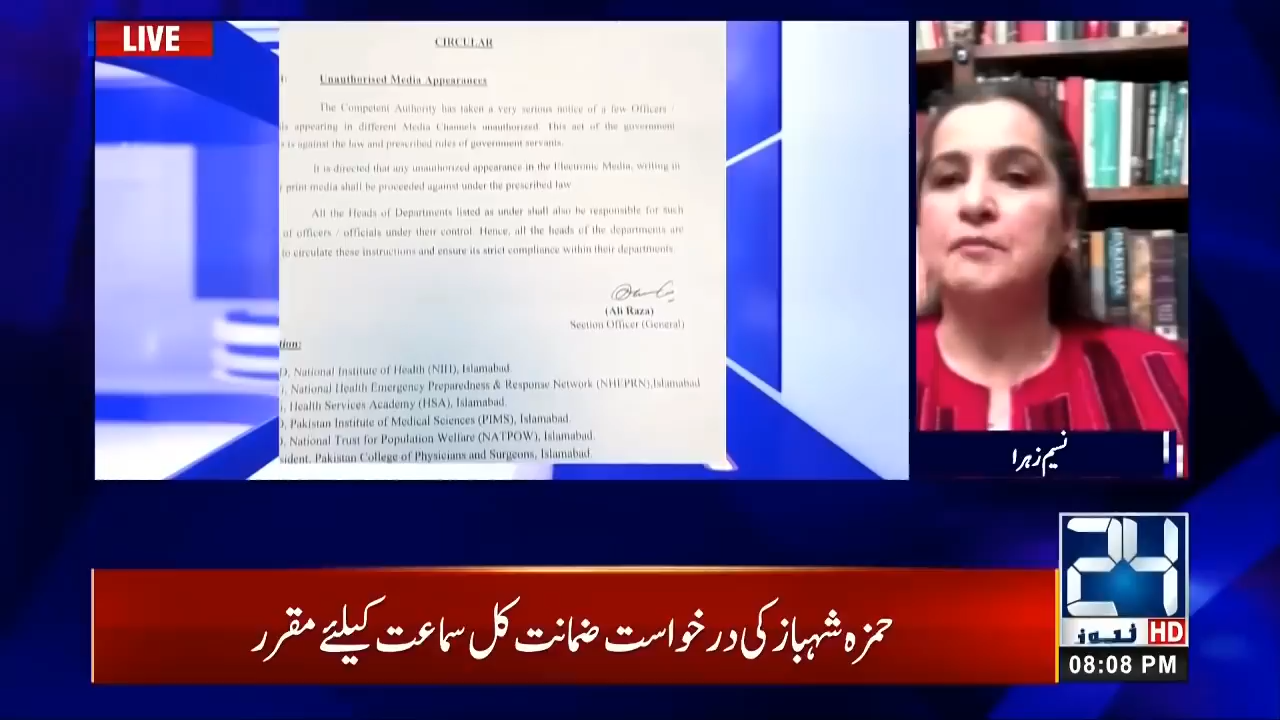 LIVE
CIRCULAR
Unauthorised Media Appearances
The Competent Authority has taken a very serious notice of a few Officers /
appearing in different Media Channels unauthorized. This act of the government
s is against the law and prescribed rules of government servants.
It is directed that any unauthorized appearance in the Electronic Media, writing in
print media shall be proceeded against under the prescribed law
All the Heads of Departments listed as under shall also be responsible for such
of officers / officials under their control. Hence, all the heads of the departments are
to circulate these instructions and ensure its strict compliance within their departments.
(Ali Raza)
Section Officer (General)
tion:
D, National Institute of Health (NIH), Islamabad.
, National Health Emergency Preparedness & Response Network (NHEPRN),Islamabad
, Health Services Academy (HSA), Islamabad.
), Pakistan Institute of Medical Sciences (PIMS), Islamabad.
), National Trust for Population Welfare (NATPOW), Islamabad.
sident, Pakistan College of Physicians and Surgeons, Islamabad.
PAKISTAN
نسیم زہرا
حمزہ شہباز کی درخواست ضمانت کل سماعت کیلئے مقرر
24
نیوز HD
08:08 PM